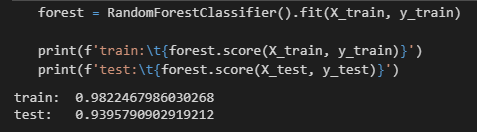 forest = RandomForestClassifier().fit(X_train, y_train)
print(f'train:\t{forest.score(X_train, y_train)}')
print(f'test:\t{forest.score(X_test, y_test)}')
train: 0.9822467986030268
test: 0.9395790902919212